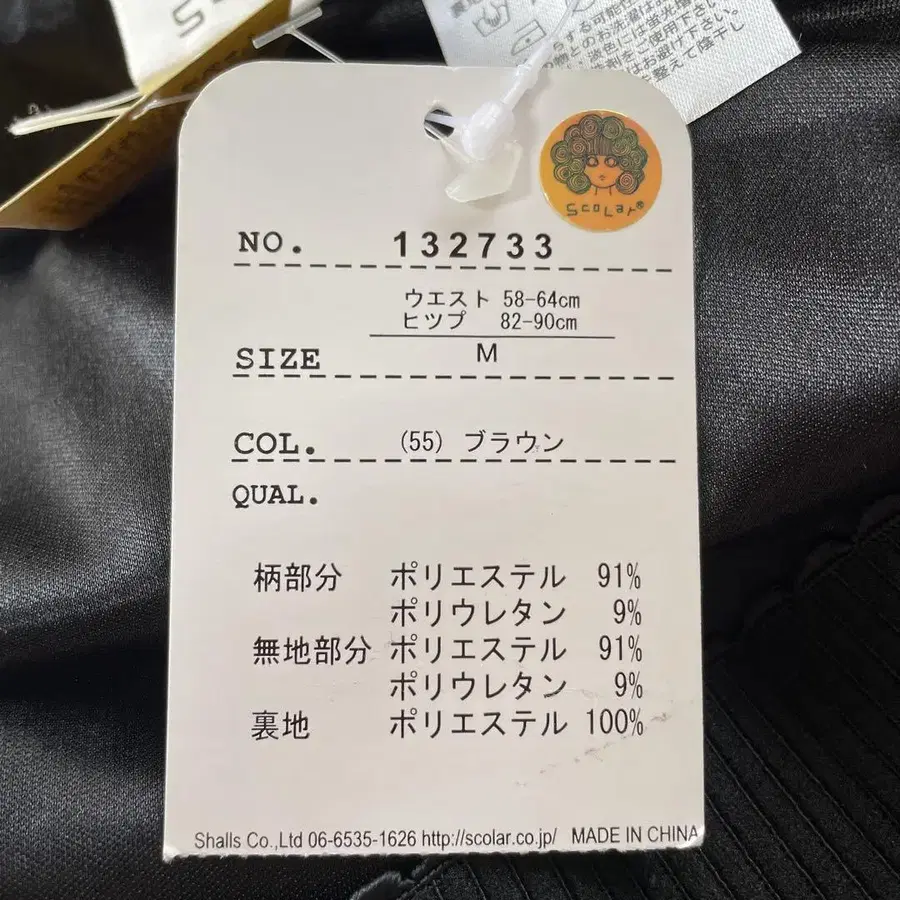 ScoLar®
NO. 132733
ウエスト 58-64cm
ヒツプ 82-90cm
SIZE M
COL. (55) ブラウン
QUAL.
柄部分 ポリエステル 91%
ポリウレタン 9%
無地部分 ポリエステル 91%
ポリウレタン 9%
裏地 ポリエステル 100%
Shalls Co.,Ltd 06-6535-1626 http://scolar.co.jp/ MADE IN CHINA